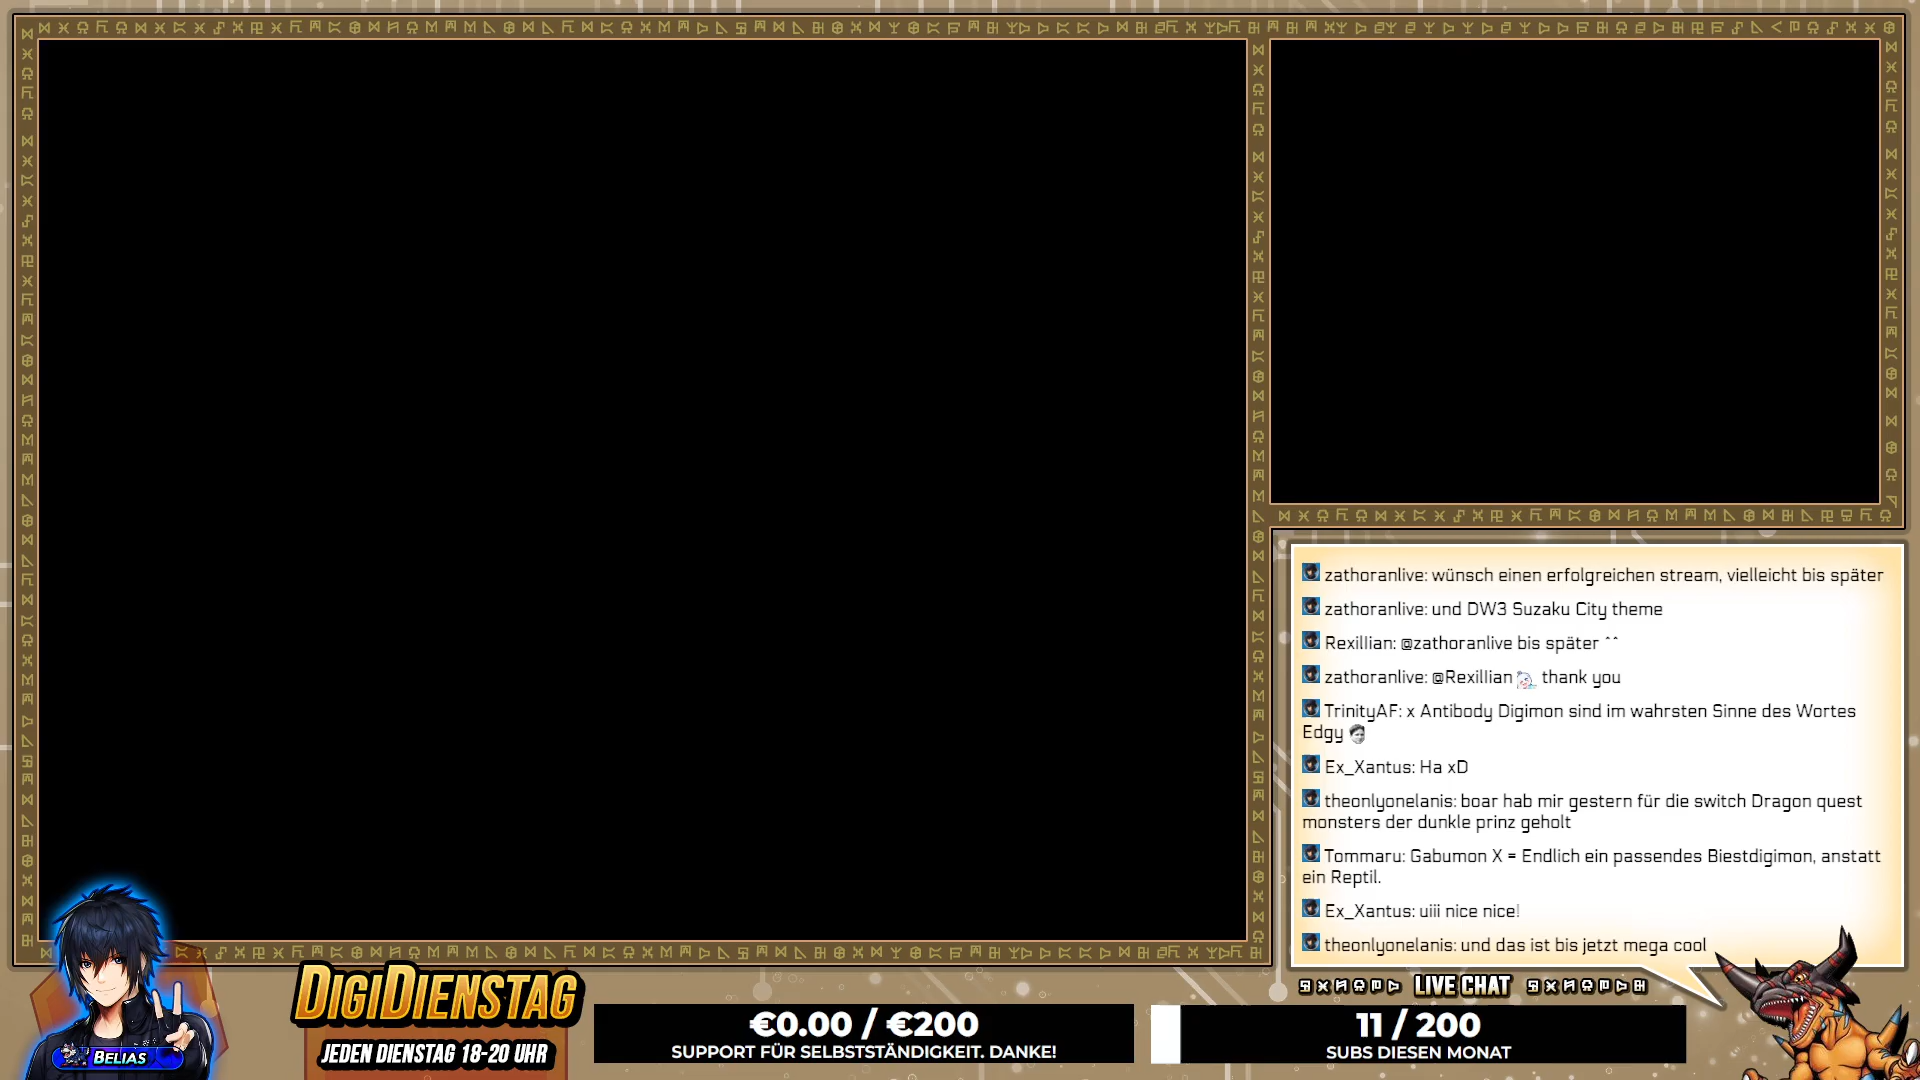 zathoranlive: wünsch einen erfolgreichen stream, vielleicht bis später
zathoranlive: und DW3 Suzaku City theme
Rexillian: @zathoranlive bis später ^^
zathoranlive: @Rexillian thank you
TrinityAF: x Antibody Digimon sind im wahrsten Sinne des Wortes
Edgy
Ex_Xantus: Ha xD
theonlyonelanis: boar hab mir gestern für die switch Dragon quest
monsters der dunkle prinz geholt
Tommaru: Gabumon X = Endlich ein passendes Biestdigimon, anstatt
ein Reptil.
Ex_Xantus: uiii nice nice!
theonlyonelanis: und das ist bis jetzt mega cool
LIVE CHAT
BELIAS
DIGIDIENSTAG
JEDEN DIENSTAG 18-20 UHR
€0.00 / €200
SUPPORT FÜR SELBSTSTÄNDIGKEIT. DANKE!
11 / 200
SUBS DIESEN MONAT